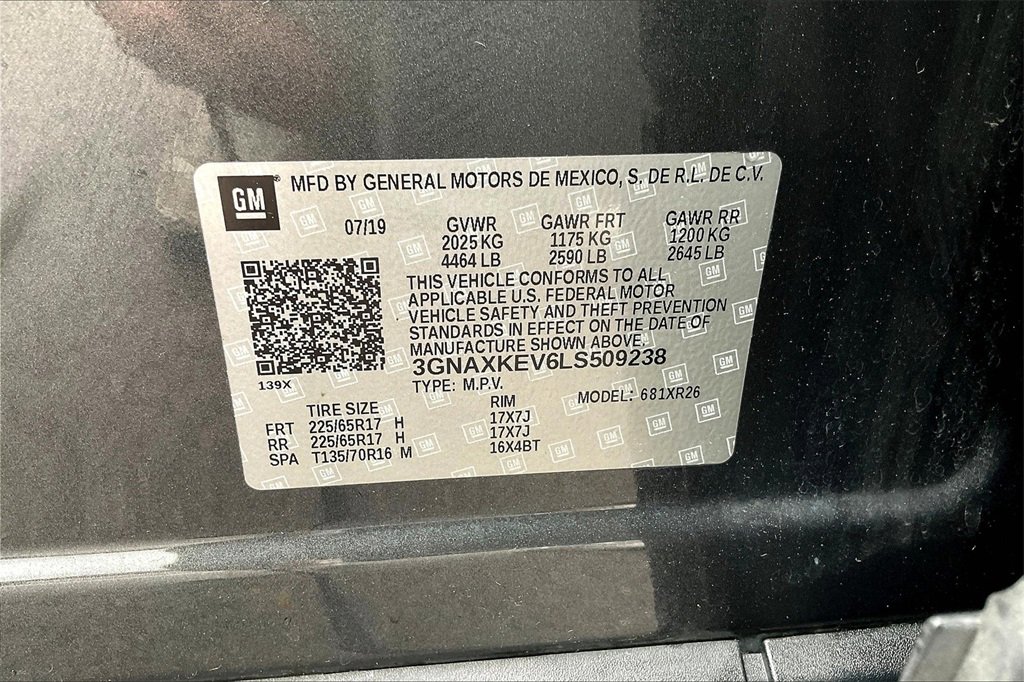 GM
MFD BY GENERAL MOTORS DE MEXICO, S. DE R.L. DE C.V.
07/19 GVWR GAWR FRT GAWR RR
2025 KG 1175 KG 1200 KG
4464 LB 2590 LB 2645 LB
THIS VEHICLE CONFORMS TO ALL
APPLICABLE U.S. FEDERAL MOTOR
VEHICLE SAFETY AND THEFT PREVENTION
STANDARDS IN EFFECT ON THE DATE OF
MANUFACTURE SHOWN ABOVE.
3GNAXKEV6LS509238
139X
TYPE: M.P.V. MODEL: 681XR26
TIRE SIZE RIM
FRT 225/65R17 H 17X7J
RR 225/65R17 H 17X7J
SPA T135/70R16 M 16X4BT